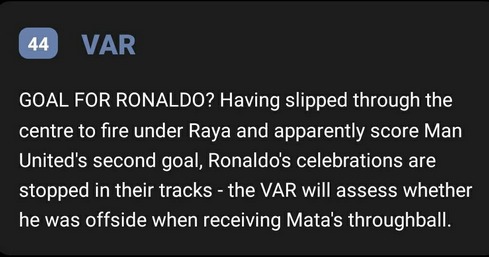 44 VAR
GOAL FOR RONALDO? Having slipped through the
centre to fire under Raya and apparently score Man
United's second goal, Ronaldo's celebrations are
stopped in their tracks - the VAR will assess whether
he was offside when receiving Mata's throughball.